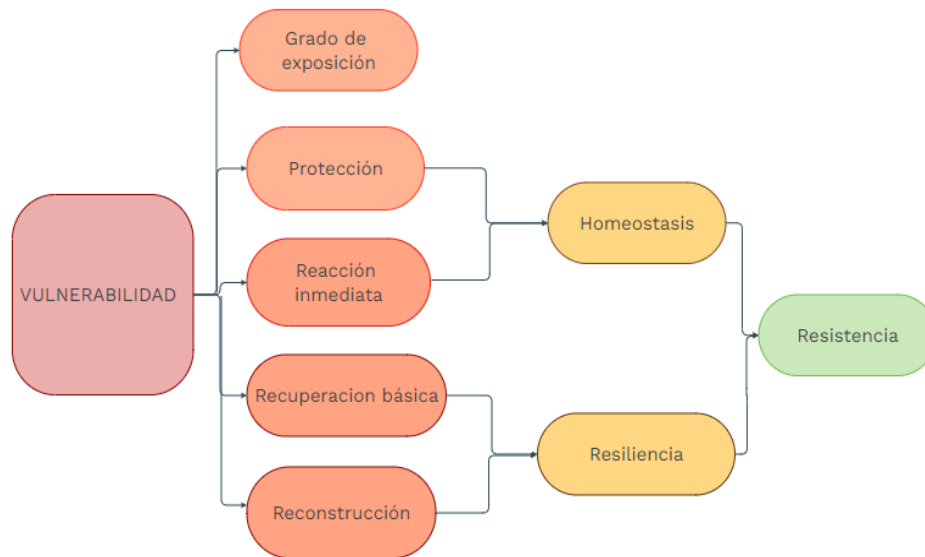 Grado de
exposición
Protección
Homeostasis
Reacción
inmediata
VULNERABILIDAD
Resistencia
Recuperacion básica
Resiliencia
Reconstrucción